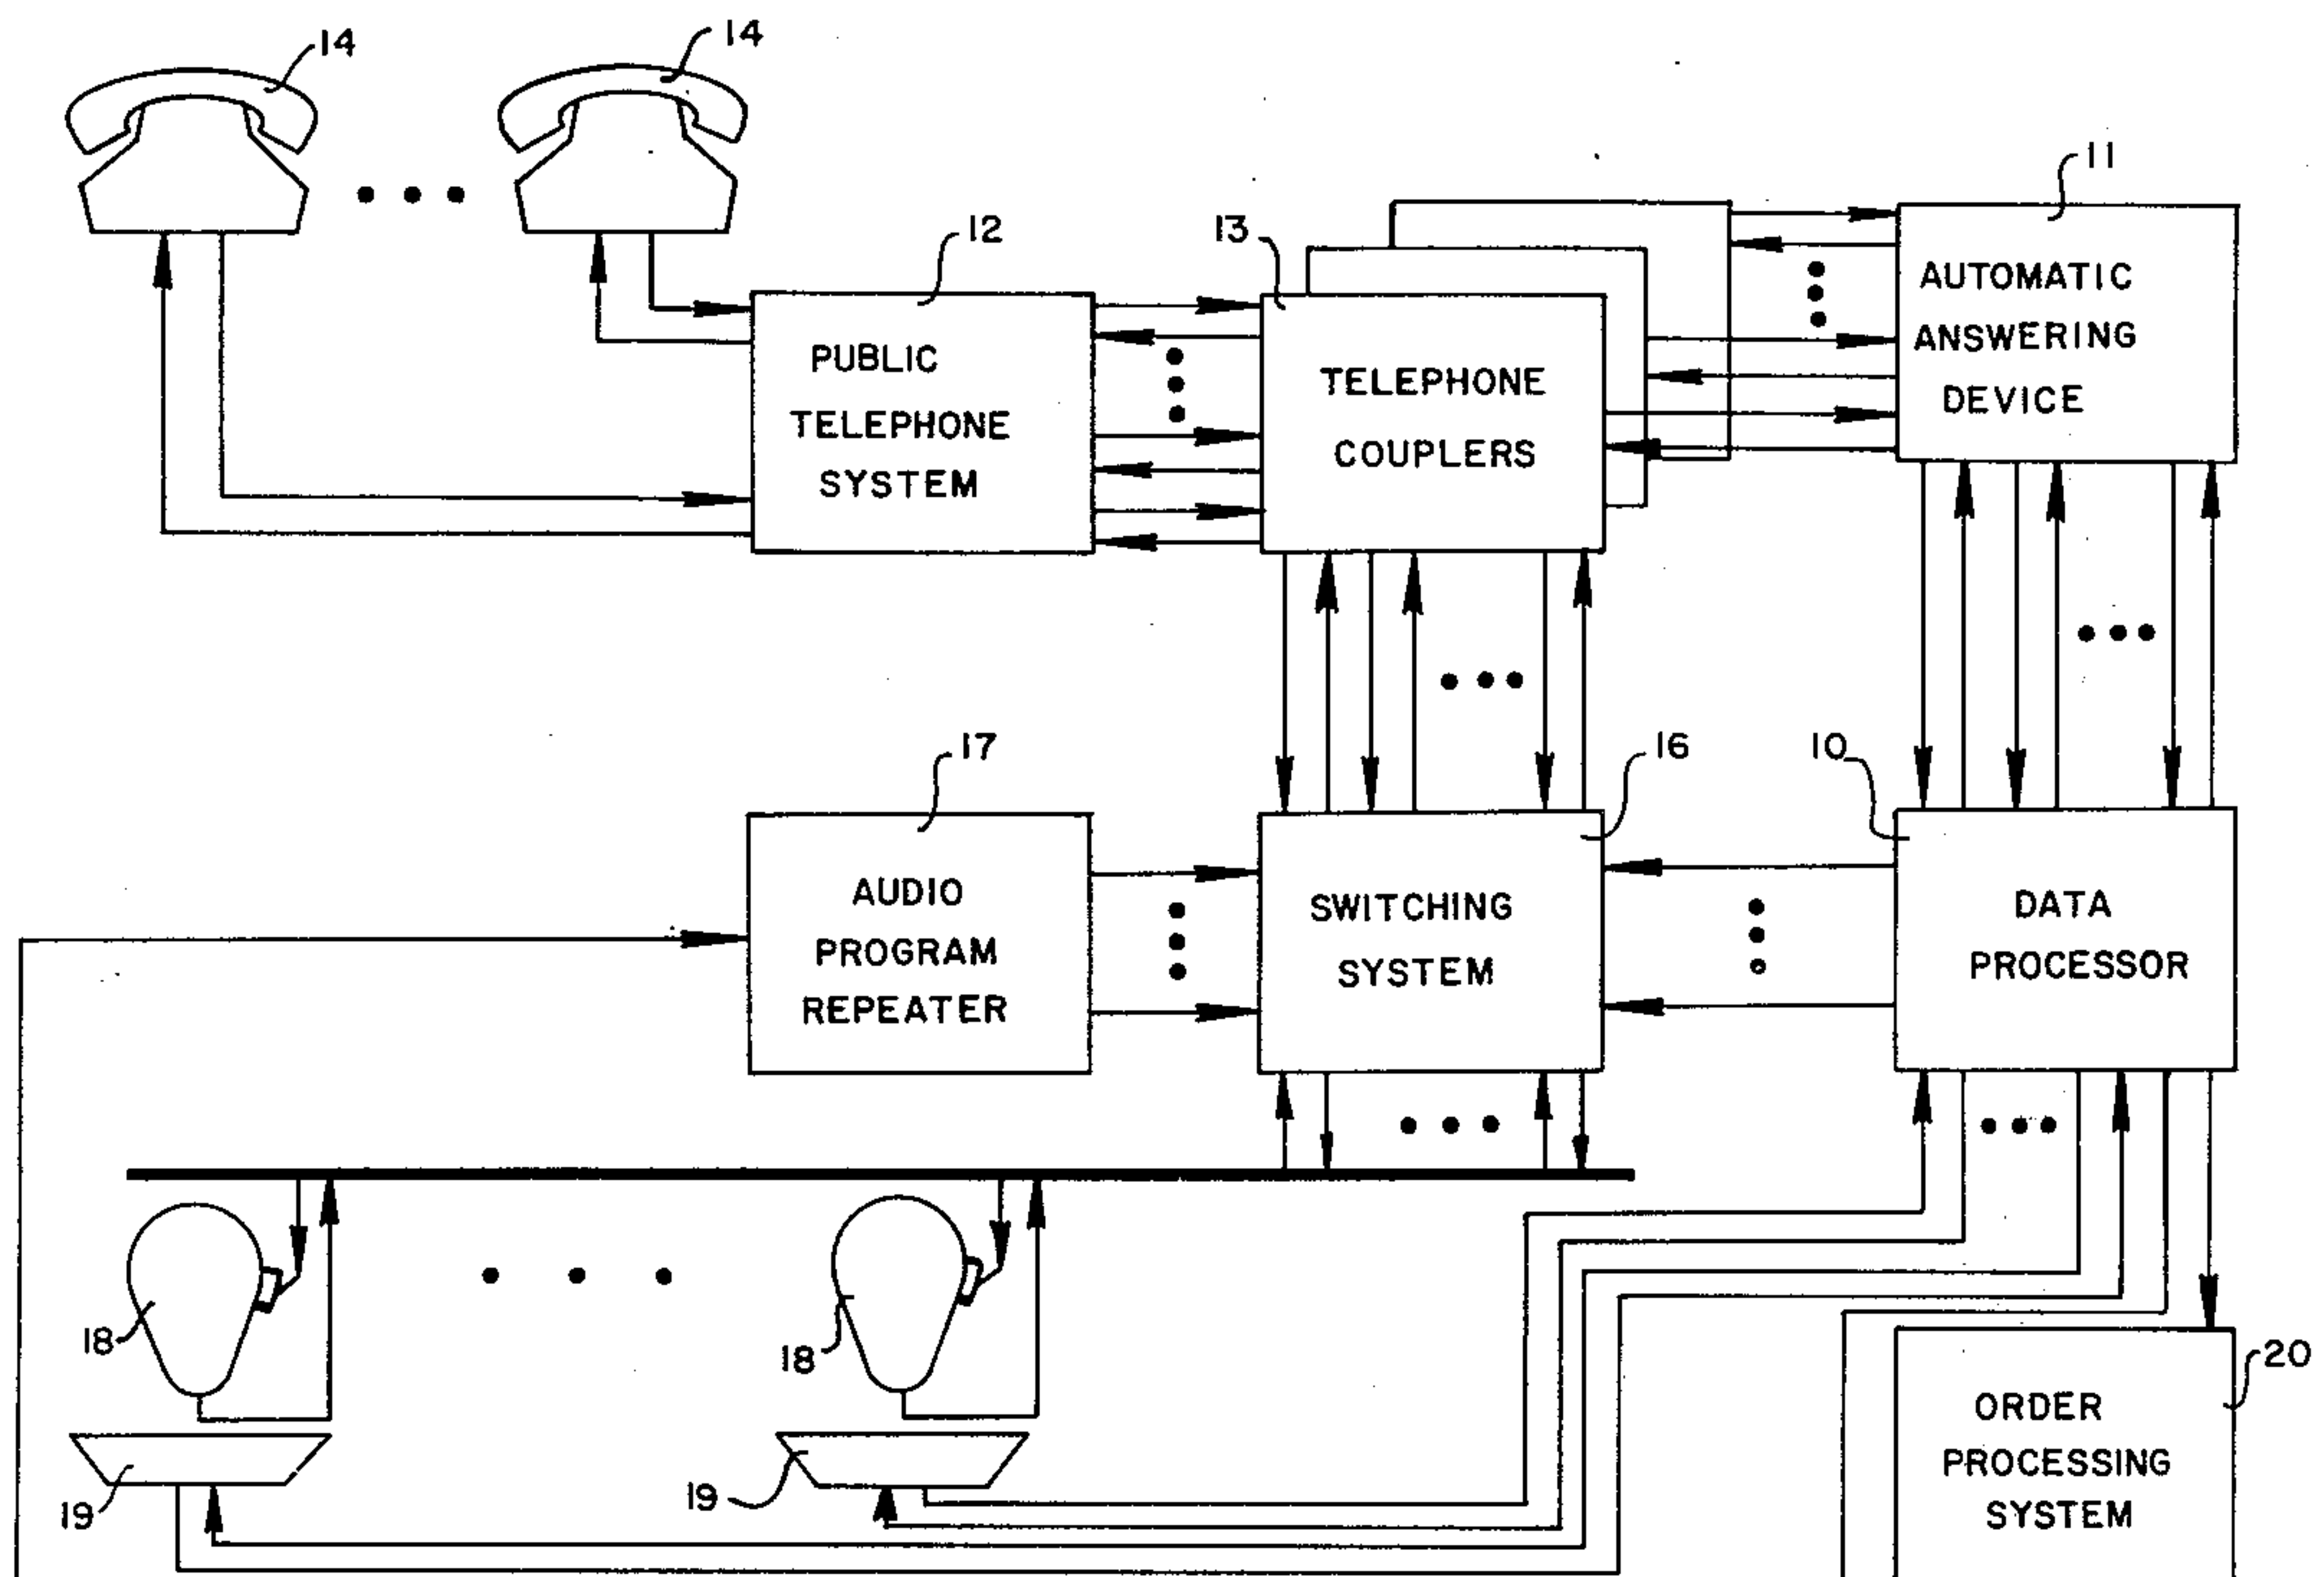 14
14
11
12
13
PUBLIC
TELEPHONE
SYSTEM
TELEPHONE
COUPLERS
AUTOMATIC
ANSWERING
DEVICE
17
16
10
AUDIO
PROGRAM
REPEATER
SWITCHING
SYSTEM
DATA
PROCESSOR
18
18
20
ORDER
PROCESSING
SYSTEM
19
19